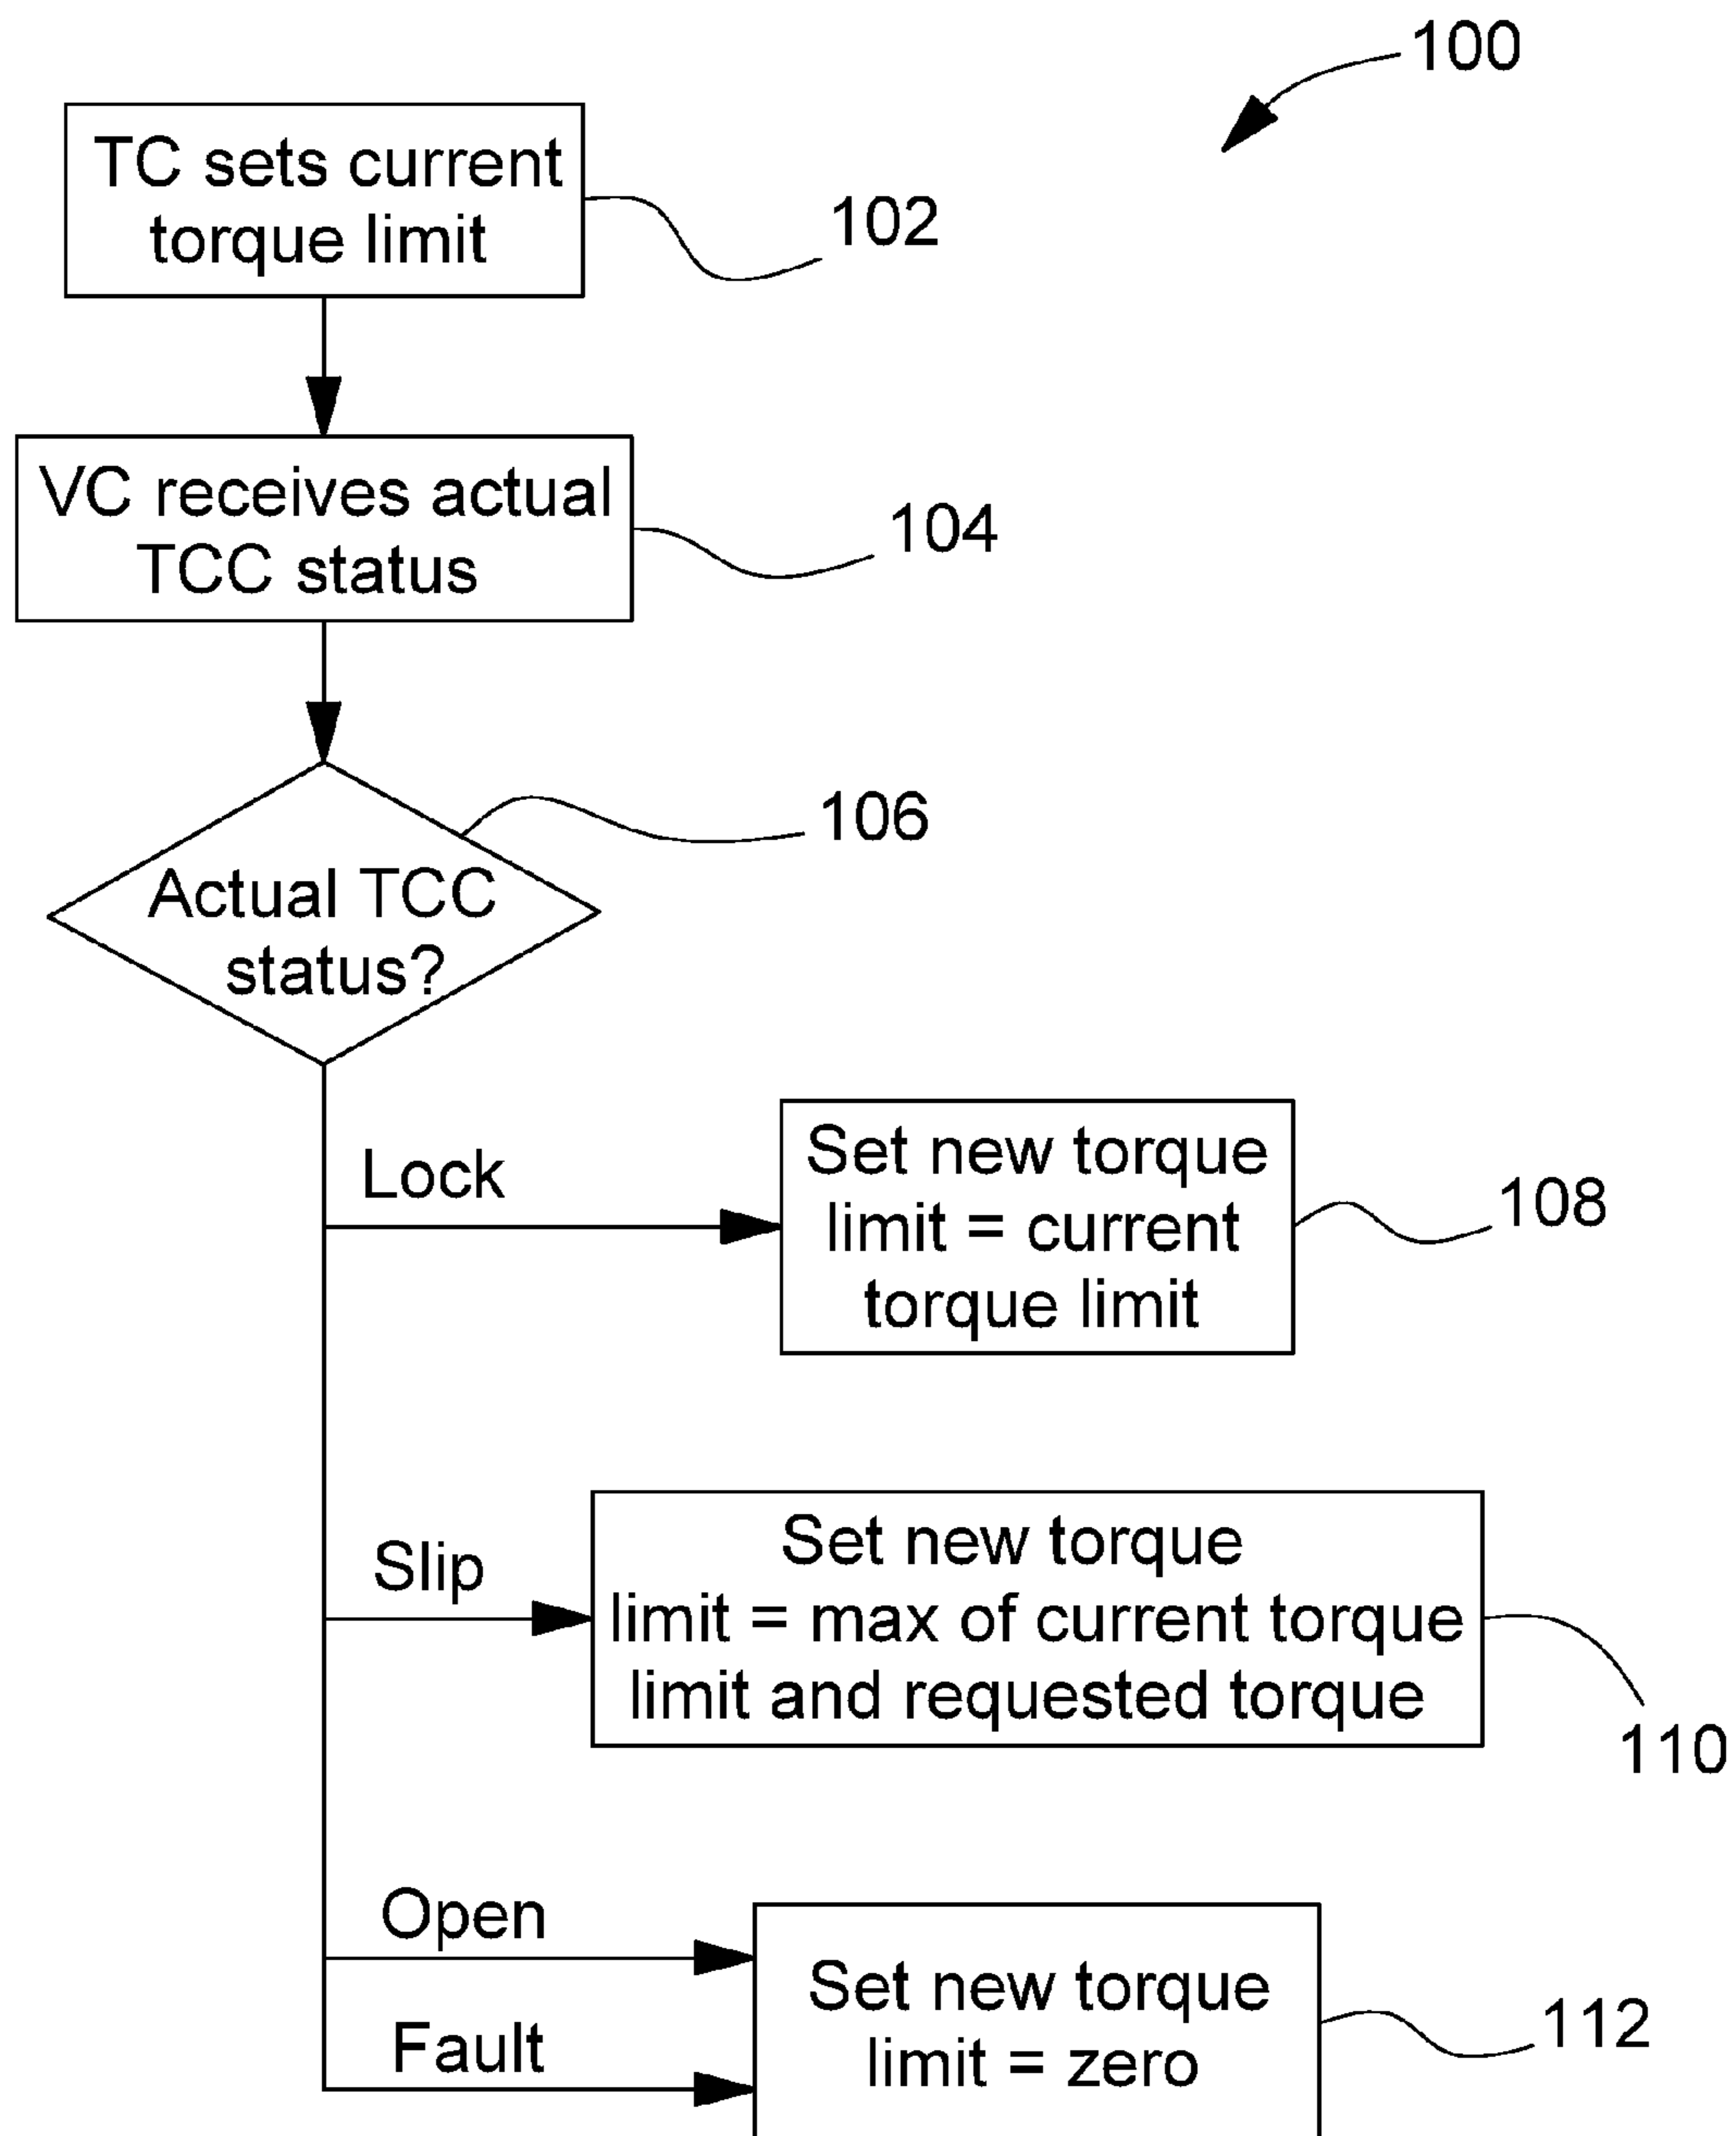 100
TC sets current
torque limit
102
VC receives actual
TCC status
104
106
Actual TCC
status?
Lock
Set new torque
limit = current
torque limit
108
Slip
Set new torque
limit = max of current torque
limit and requested torque
110
Open
Fault
Set new torque
limit = zero
112